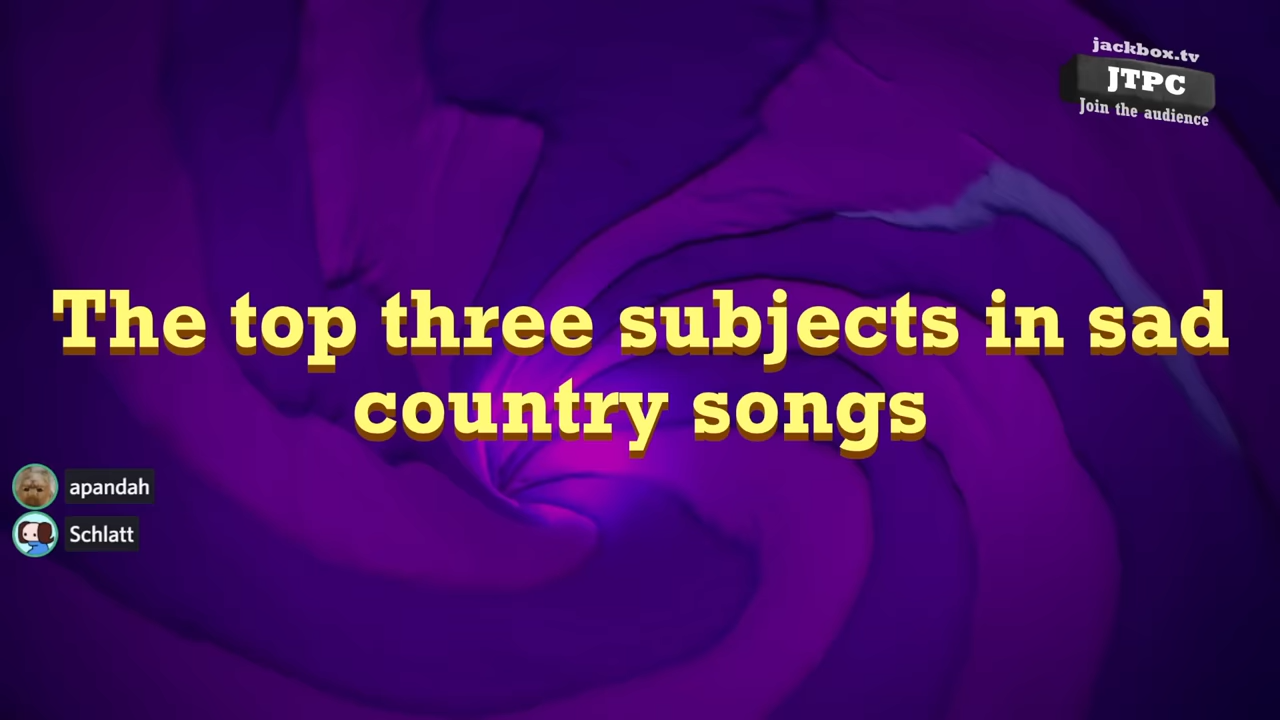 jackbox.tv
JTPC
Join the audience
The top three subjects in sad
country songs
apandah
Schlatt